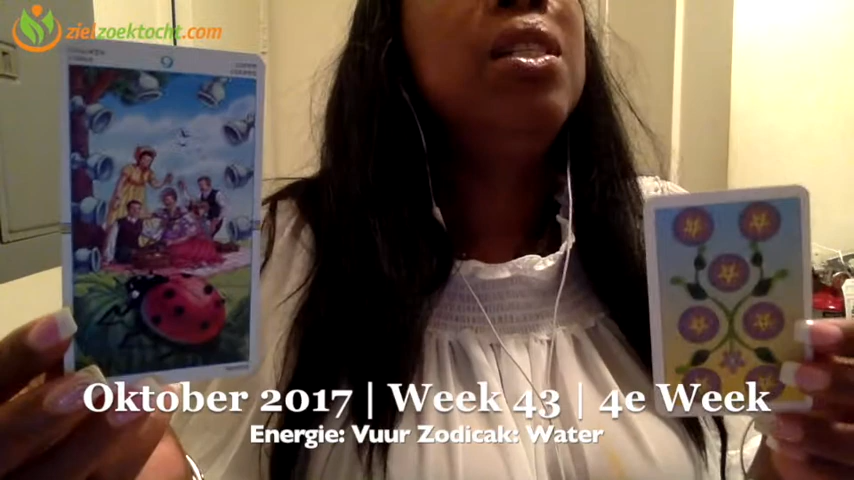 zielzoektocht.com
Oktober 2017 | Week 43 | 4e Week
Energie: Vuur Zodicak: Water